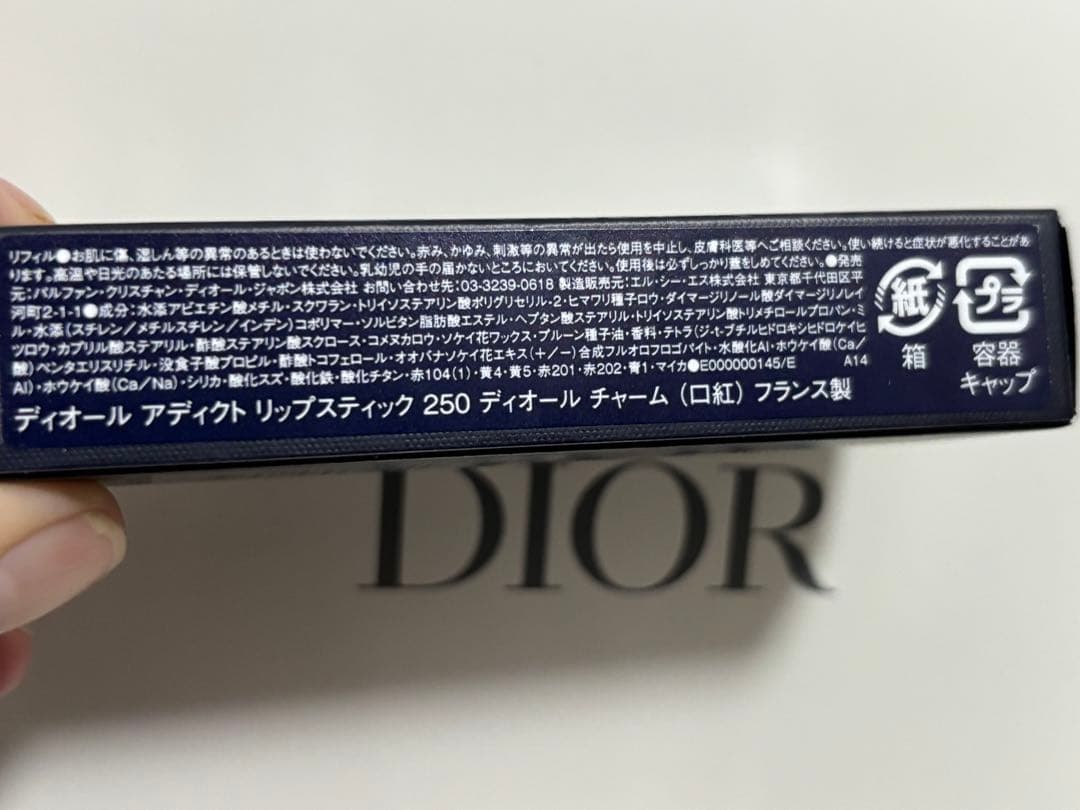 リフィル●お肌に傷、湿しん等の異常のあるときは使わないでください。赤み、かゆみ、刺激等の異常が出たら使用を中止し、皮膚科医等へご相談ください。使い続けると症状が悪化することがあ
ります。高温や日光のあたる場所には保管しないでください。乳幼児の手の届かないところにおいてください。使用後は必ずしっかり蓋をしめてください。●発売
元：パルファン・クリスチャン・ディオール・ジャポン株式会社 お問い合わせ先：03-3239-0618 製造販売元：エル・シー・エス株式会社 東京都千代田区平
河町2-1-1●成分：水添アビエチン酸メチル・スクワラン・トリイソステアリン酸ポリグリセリル-2・ヒマワリ種子ロウ・ダイマージリノール酸ダイマージリノレイ
ル・水添(スチレン/メチルスチレン/インデン)コポリマー・ソルビタン脂肪酸エステル・ヘプタン酸ステアリル・トリイソステアリン酸トリメチロールプロパン・ミ
ツロウ・カプリル酸ステアリル・酢酸ステアリン酸スクロース・コメヌカロウ・ソケイ花ワックス・プルーン種子油・香料・テトラ(ジ-t-ブチルヒドロキシヒドロケイヒ
酸)ペンタエリスリチル・没食子酸プロピル・酢酸トコフェロール・オオバナソケイ花エキス(+/-)合成フルオロフロゴパイト・水酸化Al・ホウケイ酸(Ca/
Al)・ホウケイ酸(Ca/Na)・シリカ・酸化スズ・酸化鉄・酸化チタン・赤104(1)・黄4・黄5・赤201・赤202・青1・マイカ●E000000145/E A14
ディオール アディクト リップスティック 250 ディオール チャーム (口紅) フランス製
紙
箱
プラ
容器
キャップ
DIOR